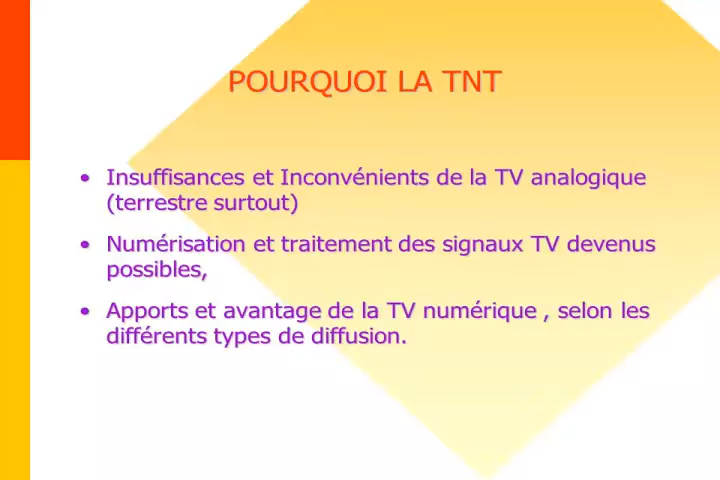 POURQUOI LA TNT
• Insuffisances et Inconvénients de la TV analogique
(terrestre surtout)
• Numérisation et traitement des signaux TV devenus
possibles,
• Apports et avantage de la TV numérique , selon les
différents types de diffusion.